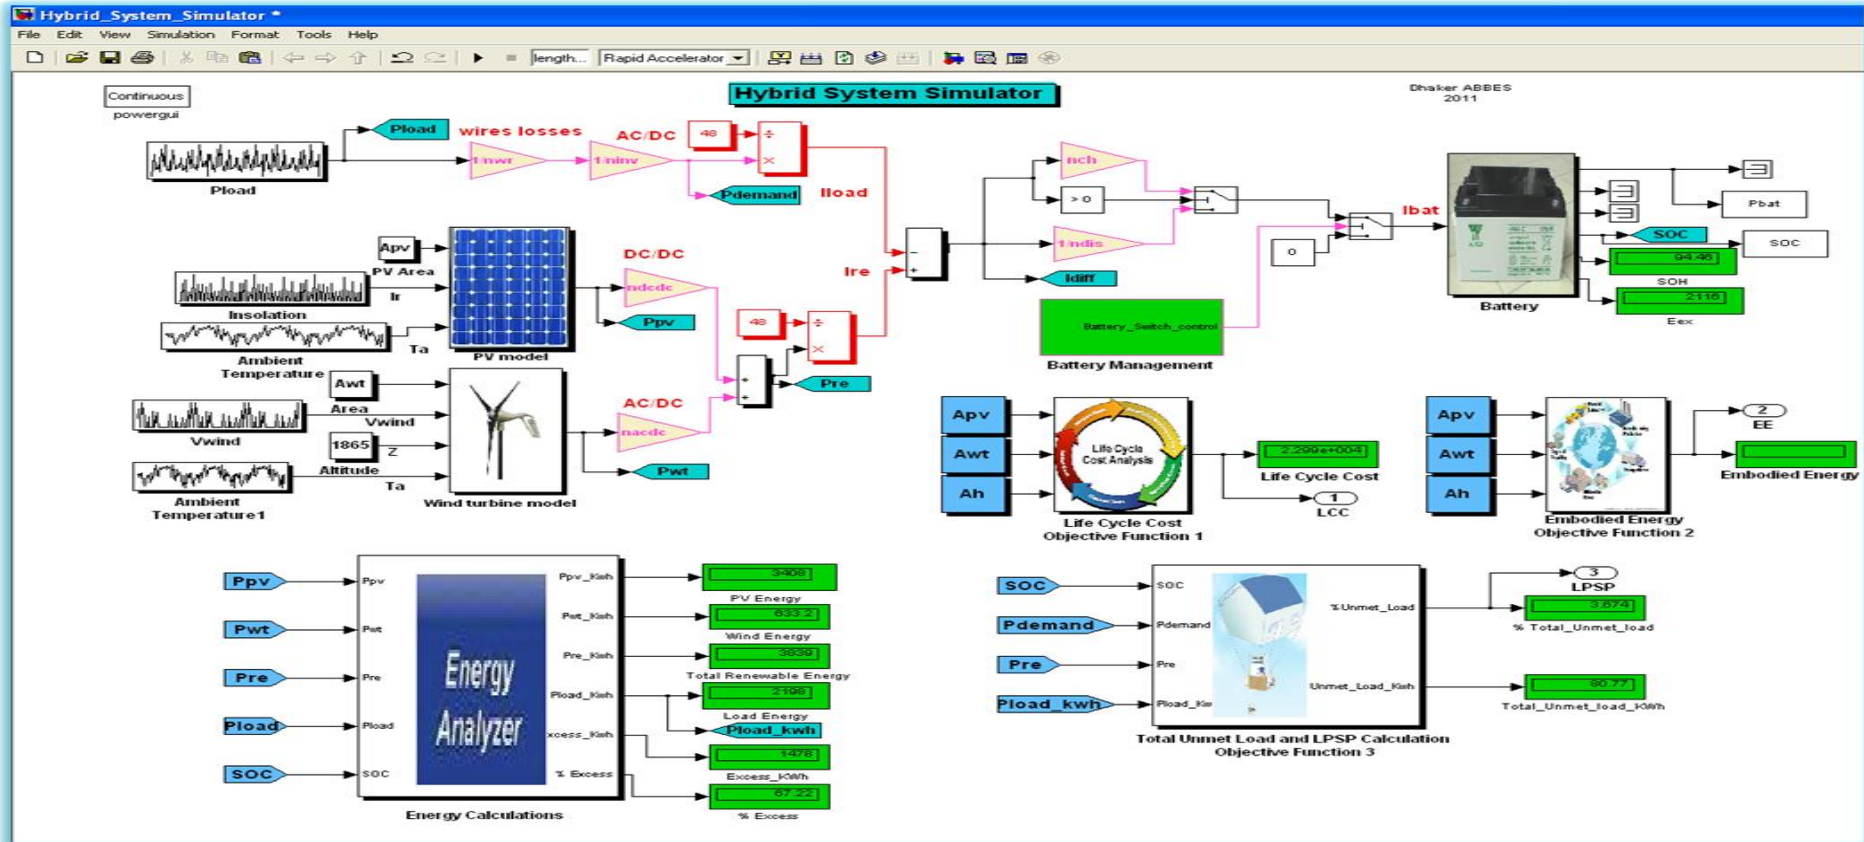 Hybrid_System_Simulator *
File Edit View Simulation Format Tools Help
length... Rapid Accelerator
Continuous
powergui
Hybrid System Simulator
Dhaker ABBES
2011
Pload
wires losses
AC/DC
48
÷
×
1/nwr
1/ninv
Pload
Pdemand
Iload
nch
> 0
1/ndis
Idiff
0
Ibat
Pbat
SOC
SOC
94.46
SOH
2116
Eex
Battery
Apv
PV Area
Ir
Insolation
Ta
Ambient
Temperature
PV model
DC/DC
ndcdc
Ppv
Ire
48
÷
×
Pre
Battery_Switch_control
Battery Management
Awt
Area
Vwind
Vwind
1865
Z
Altitude
Ta
Ambient
Temperature1
Wind turbine model
AC/DC
nacdc
Pwt
Apv
Awt
Ah
Life Cycle
Cost Analysis
2.299e+004
Life Cycle Cost
1
LCC
Life Cycle Cost
Objective Function 1
Apv
Awt
Ah
2
EE
Embodied Energy
Embodied Energy
Objective Function 2
Ppv
Pwt
Pre
Pload
SOC
Ppv
Pwt
Pre
Pload
SOC
Energy
Analyzer
Ppv_Kwh
Pwt_Kwh
Pre_Kwh
Pload_Kwh
xcess_Kwh
% Excess
3408
PV Energy
633.2
Wind Energy
3839
Total Renewable Energy
2198
Load Energy
Pload_kwh
1478
Excess_KWh
67.22
% Excess
Energy Calculations
SOC
Pdemand
Pre
Pload_kwh
SOC
Pdemand
Pre
Pload_Kw
%Unmet_Load
Unmet_Load_Kwh
3
LPSP
3.674
% Total_Unmet_load
80.77
Total_Unmet_load_KWh
Total Unmet Load and LPSP Calculation
Objective Function 3